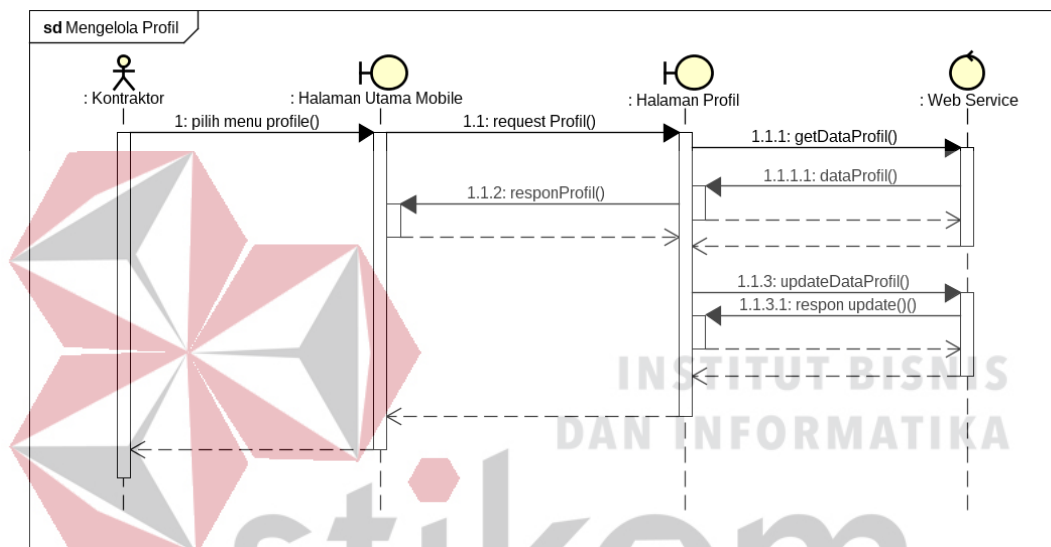 sd Mengelola Profil
: Kontraktor
: Halaman Utama Mobile
: Halaman Profil
: Web Service
1: pilih menu profile()
1.1: request Profil()
1.1.1: getDataProfil()
1.1.1.1: dataProfil()
1.1.2: responProfil()
1.1.3: updateDataProfil()
1.1.3.1: respon update()()
INSTITUT BISNIS
DAN INFORMATIKA
stikom